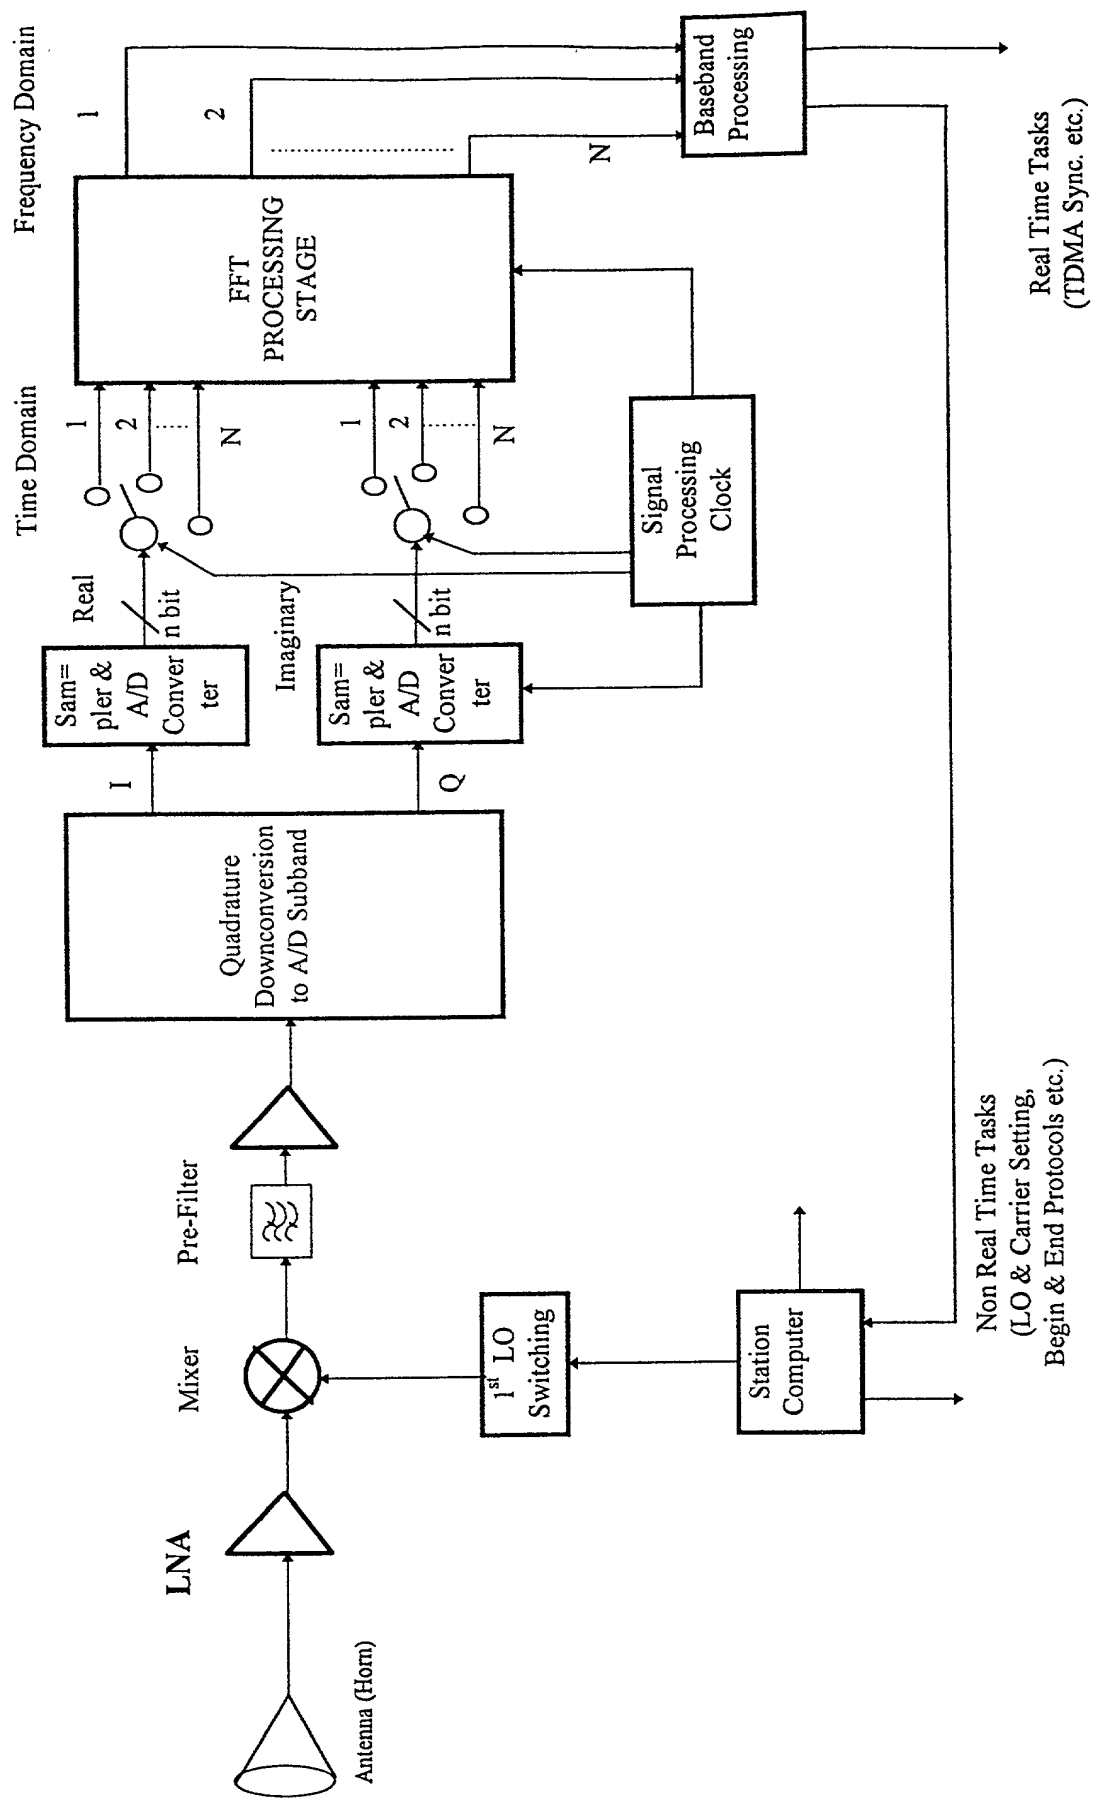 Antenna (Horn)
LNA
Mixer
Pre-Filter
1st LO
Switching
Station
Computer
Non Real Time Tasks
(LO & Carrier Setting,
Begin & End Protocols etc.)
Quadrature
Downconversion
to A/D Subband
I
Q
Sam=
pler &
A/D
Conver
ter
Sam=
pler &
A/D
Conver
ter
Real
n bit
Imaginary
n bit
Time Domain
1
2
N
1
2
N
Signal
Processing
Clock
FFT
PROCESSING
STAGE
Frequency Domain
1
2
N
Baseband
Processing
Real Time Tasks
(TDMA Sync. etc.)